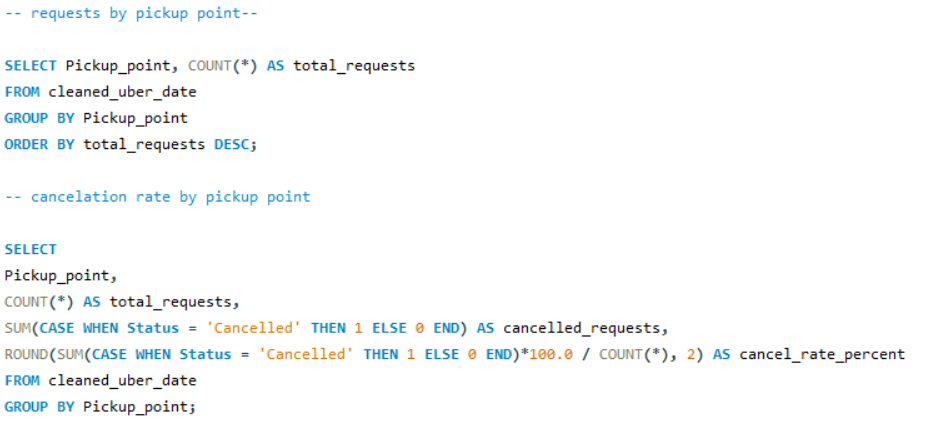 -- requests by pickup point--
SELECT Pickup_point, COUNT(*) AS total_requests
FROM cleaned_uber_date
GROUP BY Pickup_point
ORDER BY total_requests DESC;
-- cancelation rate by pickup point
SELECT
Pickup_point,
COUNT(*) AS total_requests,
SUM(CASE WHEN Status = 'Cancelled' THEN 1 ELSE 0 END) AS cancelled_requests,
ROUND(SUM(CASE WHEN Status = 'Cancelled' THEN 1 ELSE 0 END)*100.0 / COUNT(*), 2) AS cancel_rate_percent
FROM cleaned_uber_date
GROUP BY Pickup_point;